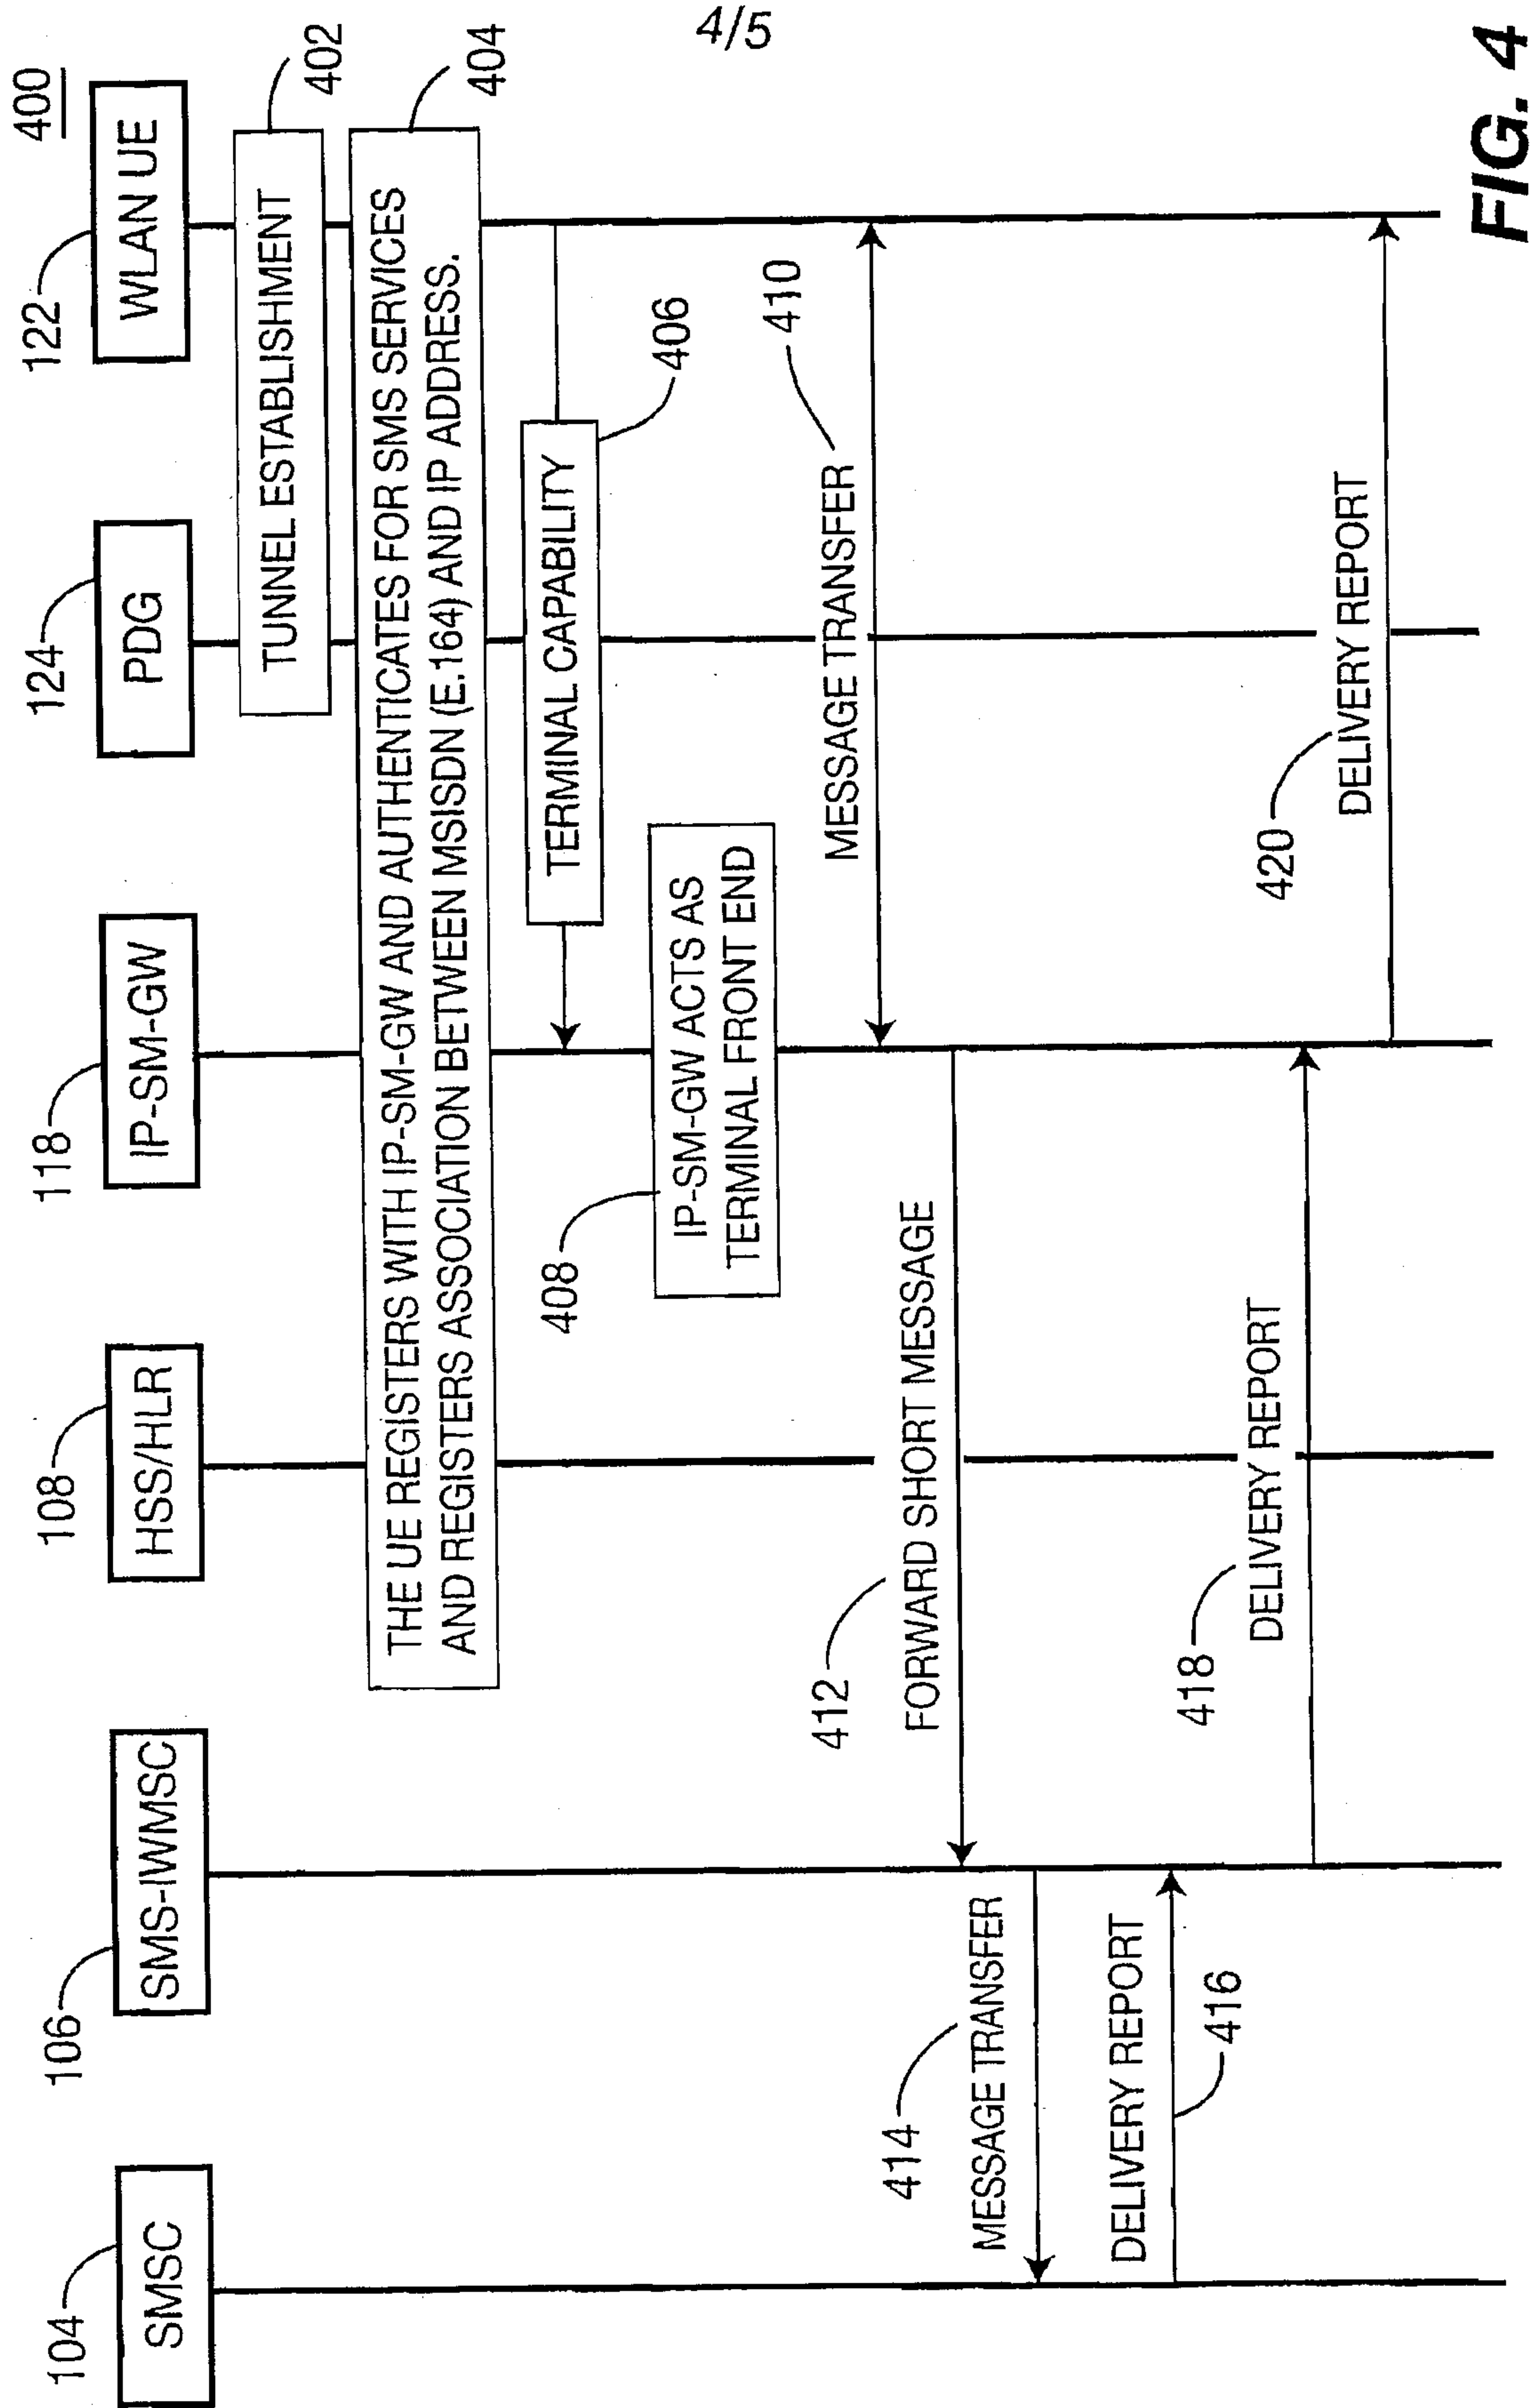 4/5
400
104
SMSC
106
SMS-IWMSC
108
HSS/HLR
118
IP-SM-GW
124
PDG
122
WLAN UE
TUNNEL ESTABLISHMENT
402
THE UE REGISTERS WITH IP-SM-GW AND AUTHENTICATES FOR SMS SERVICES
AND REGISTERS ASSOCIATION BETWEEN MSISDN (E.164) AND IP ADDRESS.
404
TERMINAL CAPABILITY
406
408
IP-SM-GW ACTS AS
TERMINAL FRONT END
MESSAGE TRANSFER
410
412
FORWARD SHORT MESSAGE
414
MESSAGE TRANSFER
DELIVERY REPORT
416
418
DELIVERY REPORT
420
DELIVERY REPORT
FIG. 4